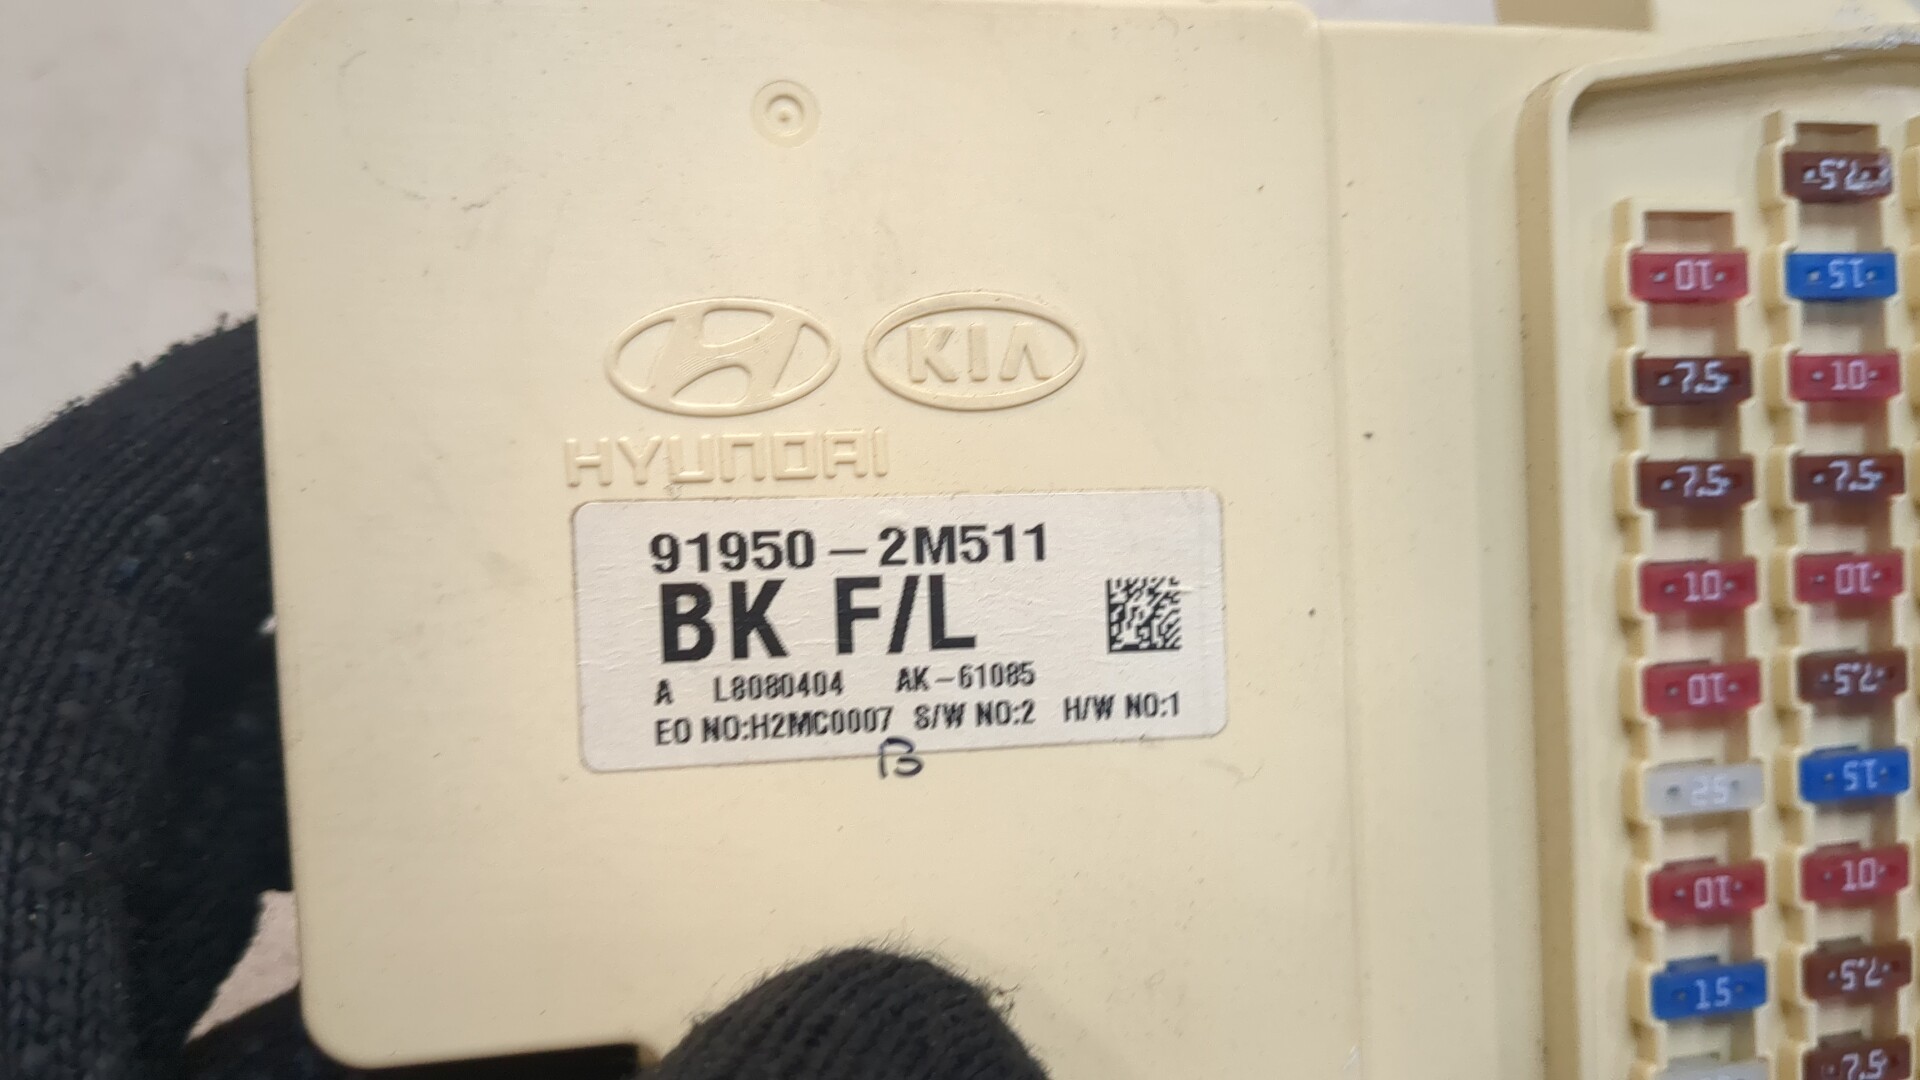 KIA
HYUNDAI
91950-2M511
BK F/L
A L8080404 AK-61085
EO NO:H2MC0007 S/W NO:2 H/W NO:1
B
7.5
10 15
7.5 10
7.5 7.5
10 10
10 7.5
25 15
10 10
15 7.5
7.5